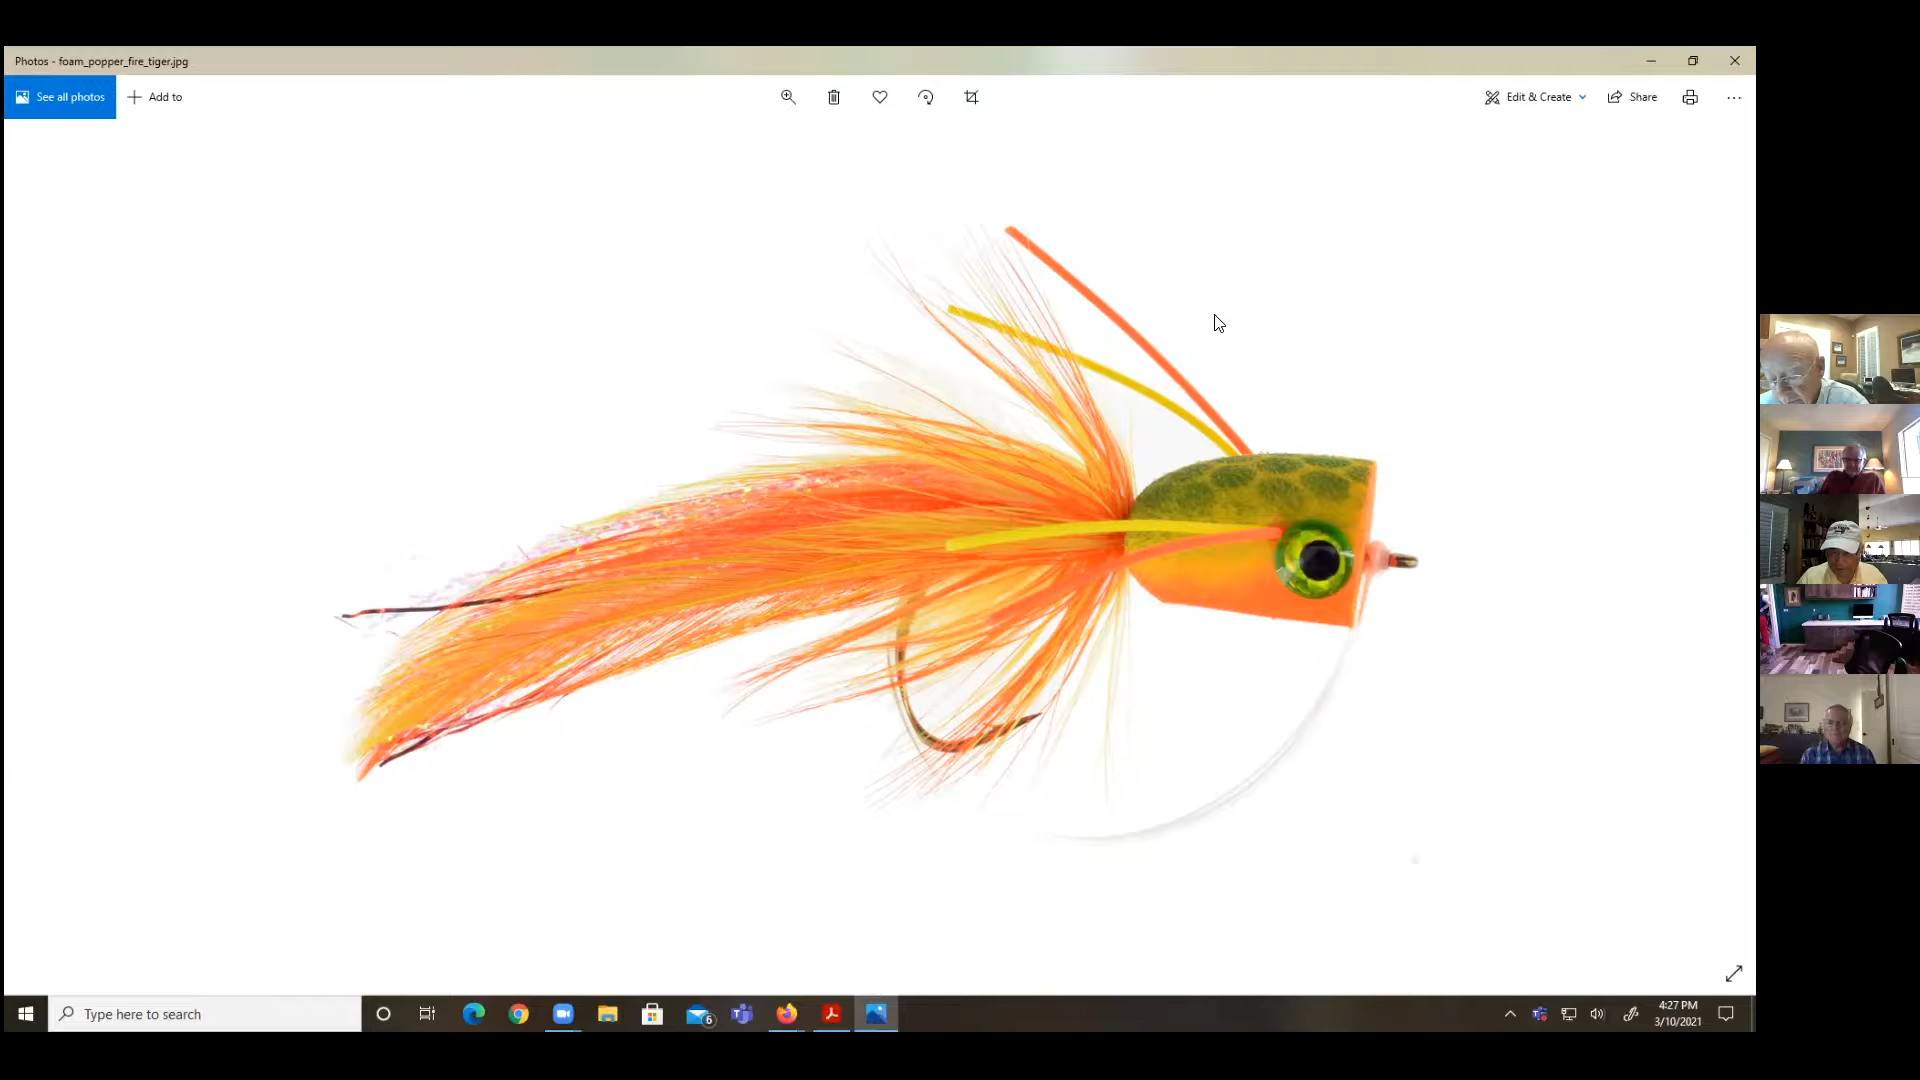 Photos - foam_popper_fire_tiger.jpg
See all photos
Add to
Edit & Create
Share
Type here to search
6
4:27 PM
3/10/2021